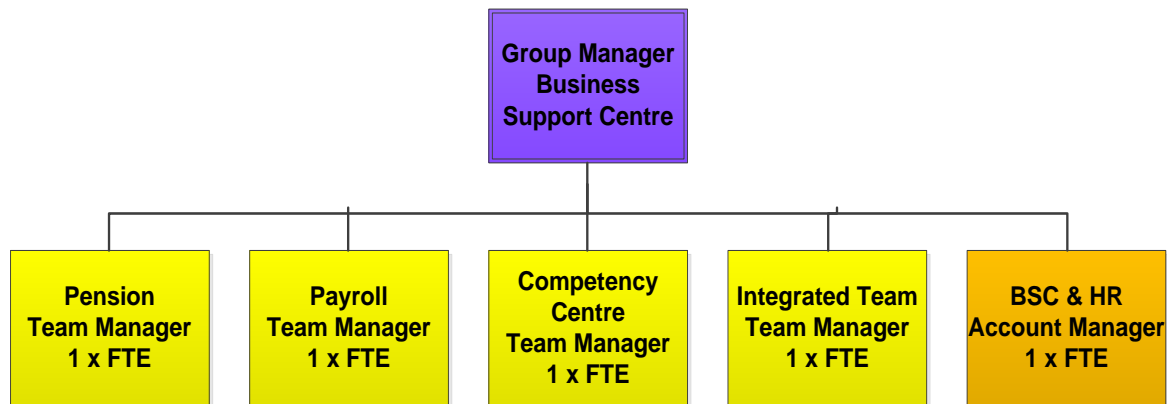 Group Manager
Business
Support Centre
Pension
Team Manager
1 x FTE
Payroll
Team Manager
1 x FTE
Competency
Centre
Team Manager
1 x FTE
Integrated Team
Team Manager
1 x FTE
BSC & HR
Account Manager
1 x FTE